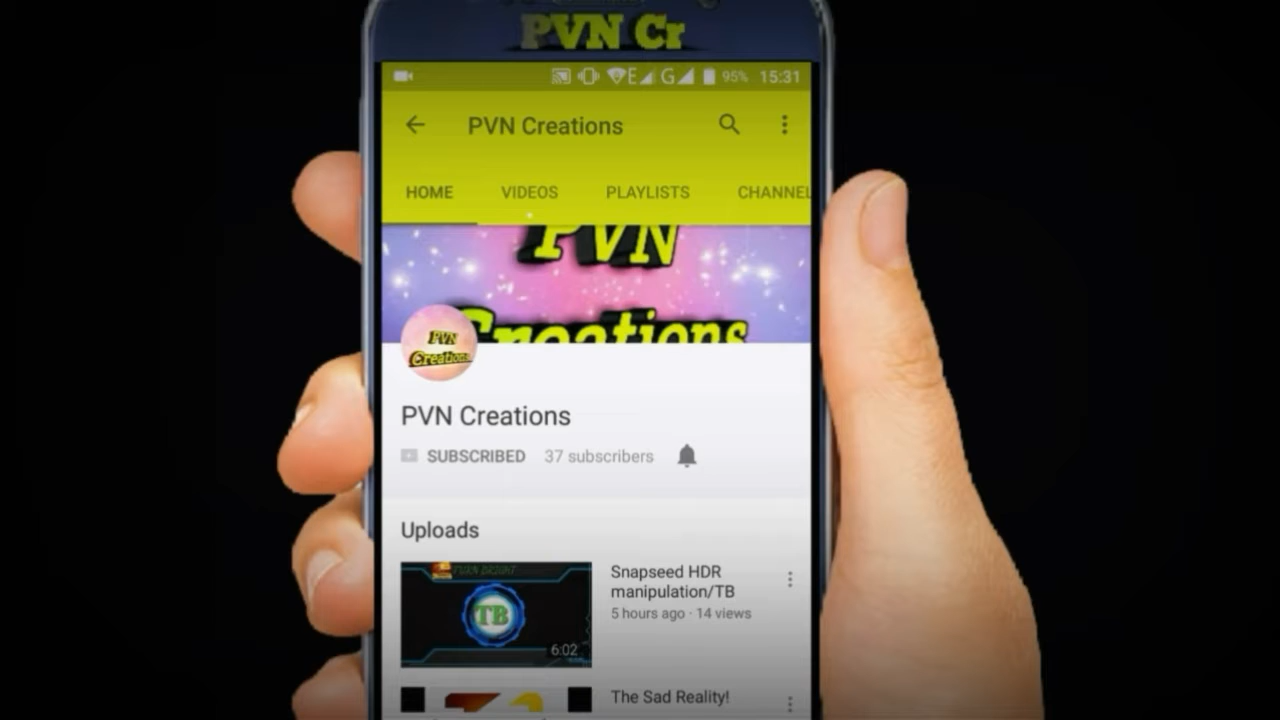 PVN Cr
E G 95% 15:31
PVN Creations
HOME VIDEOS PLAYLISTS CHANNEL
PVN
Creations
PVN
Creations
PVN Creations
SUBSCRIBED 37 subscribers
Uploads
Snapseed HDR
manipulation/TB
5 hours ago · 14 views
TB
6:02
The Sad Reality!